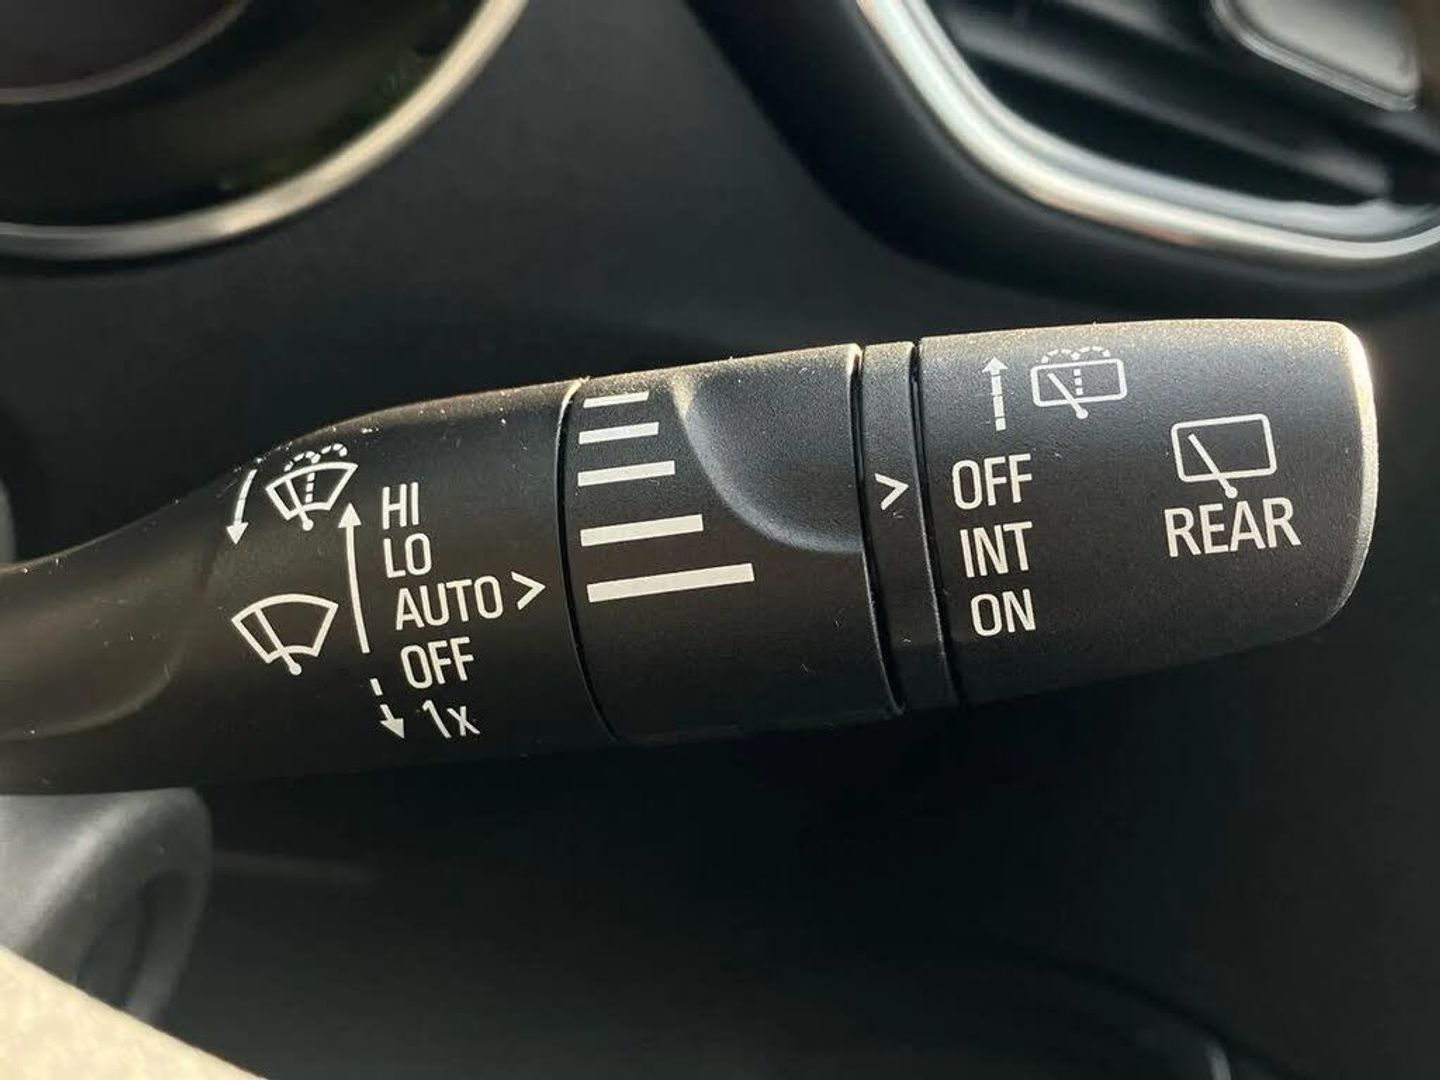 HI
LO
AUTO >
OFF
1x
>
OFF
INT
ON
REAR